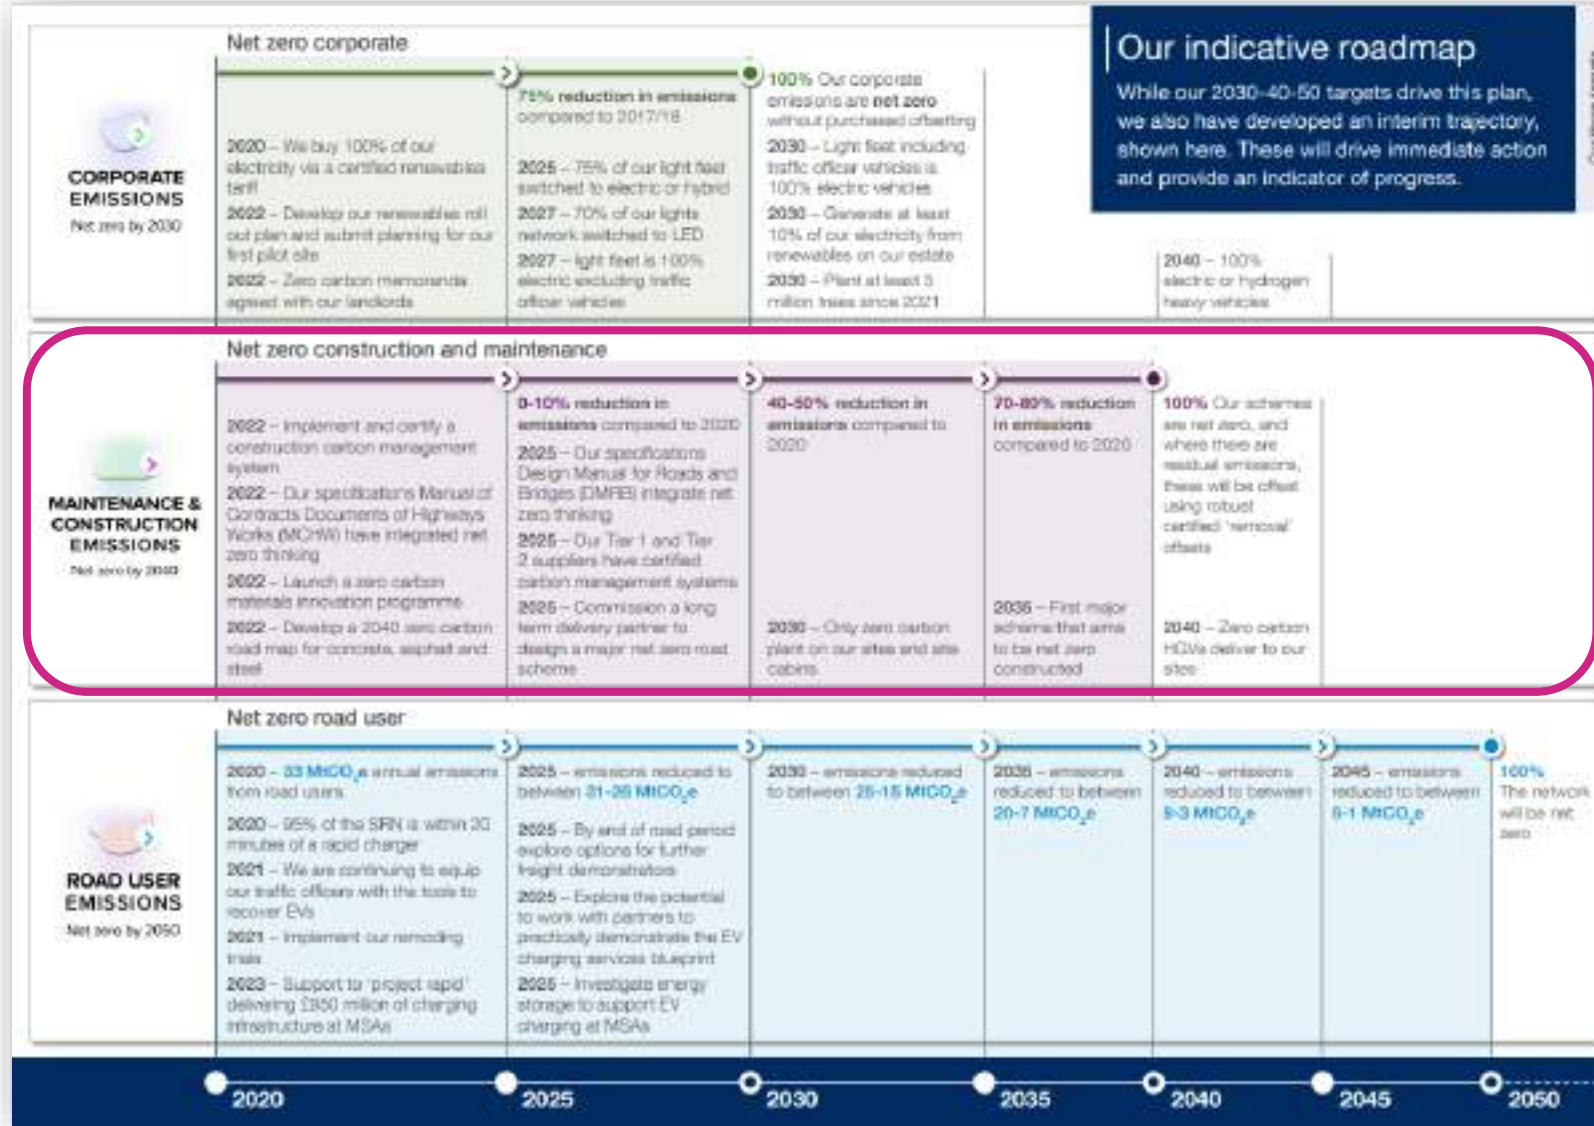 Our indicative roadmap
While our 2030-40-50 targets drive this plan,
we also have developed an interim trajectory,
shown here. These will drive immediate action
and provide an indicator of progress.
Net zero corporate
CORPORATE
EMISSIONS
Net zero by 2030
2020 – We buy 100% of our
electricity via a certified renewables
tariff
2022 – Develop our renewables roll
out plan and submit planning for our
first pilot site
2022 – Zero carbon memoranda
agreed with our landlords
75% reduction in emissions
compared to 2017/18
2025 – 75% of our light fleet
switched to electric or hybrid
2027 – 70% of our lights
network switched to LED
2027 – light fleet is 100%
electric excluding traffic
officer vehicles
100% Our corporate
emissions are net zero
without purchased offsetting
2030 – Light fleet including
traffic officer vehicles is
100% electric vehicles
2030 – Generate at least
10% of our electricity from
renewables on our estate
2030 – Plant at least 3
million trees since 2021
2040 – 100%
electric or hydrogen
heavy vehicles
Net zero construction and maintenance
MAINTENANCE &
CONSTRUCTION
EMISSIONS
Net zero by 2040
2022 – Implement and certify a
construction carbon management
system
2022 – Our specifications Manual of
Contracts Documents of Highways
Works (MCHW) have integrated net
zero thinking
2022 – Launch a zero carbon
materials innovation programme
2022 – Develop a 2040 zero carbon
road map for concrete, asphalt and
steel
0-10% reduction in
emissions compared to 2020
2025 – Our specifications
Design Manual for Roads and
Bridges (DMRB) integrate net
zero thinking
2025 – Our Tier 1 and Tier
2 suppliers have certified
carbon management systems
2025 – Commission a long
term delivery partner to
design a major net zero road
scheme
40-50% reduction in
emissions compared to
2020
2030 – Only zero carbon
plant on our sites and site
cabins
70-80% reduction
in emissions
compared to 2020
2035 – First major
scheme that aims
to be net zero
constructed
100% Our schemes
are net zero, and
where there are
residual emissions,
these will be offset
using robust
certified 'removal'
offsets
2040 – Zero carbon
HGVs deliver to our
sites
Net zero road user
ROAD USER
EMISSIONS
Net zero by 2050
2020 – 33 MtCO₂e annual emissions
from road users
2020 – 95% of the SRN is within 20
minutes of a rapid charger
2021 – We are continuing to equip
our traffic officers with the tools to
recover EVs
2021 – Implement our remoding
trials
2023 – Support to 'project rapid'
delivering £950 million of charging
infrastructure at MSAs
2025 – emissions reduced to
between 31-26 MtCO₂e
2025 – By end of road period
explore options for further
freight demonstrators
2025 – Explore the potential
to work with partners to
practically demonstrate the EV
charging services blueprint
2025 – Investigate energy
storage to support EV
charging at MSAs
2030 – emissions reduced
to between 25-15 MtCO₂e
2035 – emissions
reduced to between
20-7 MtCO₂e
2040 – emissions
reduced to between
9-3 MtCO₂e
2045 – emissions
reduced to between
-1 MtCO₂e
100%
The network
will be net
zero
2020
2025
2030
2035
2040
2045
2050